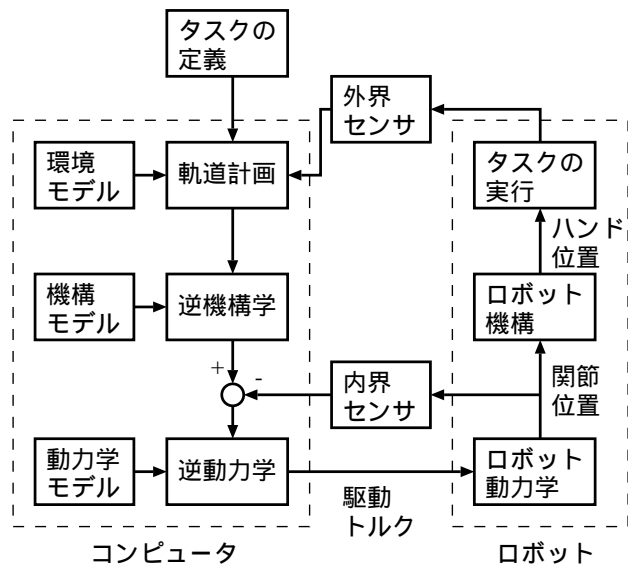 タスクの
定義
外界
センサ
環境
モデル
軌道計画
タスクの
実行
ハンド
位置
機構
モデル
逆機構学
ロボット
機構
+
-
内界
センサ
関節
位置
動力学
モデル
逆動力学
ロボット
動力学
駆動
トルク
コンピュータ
ロボット